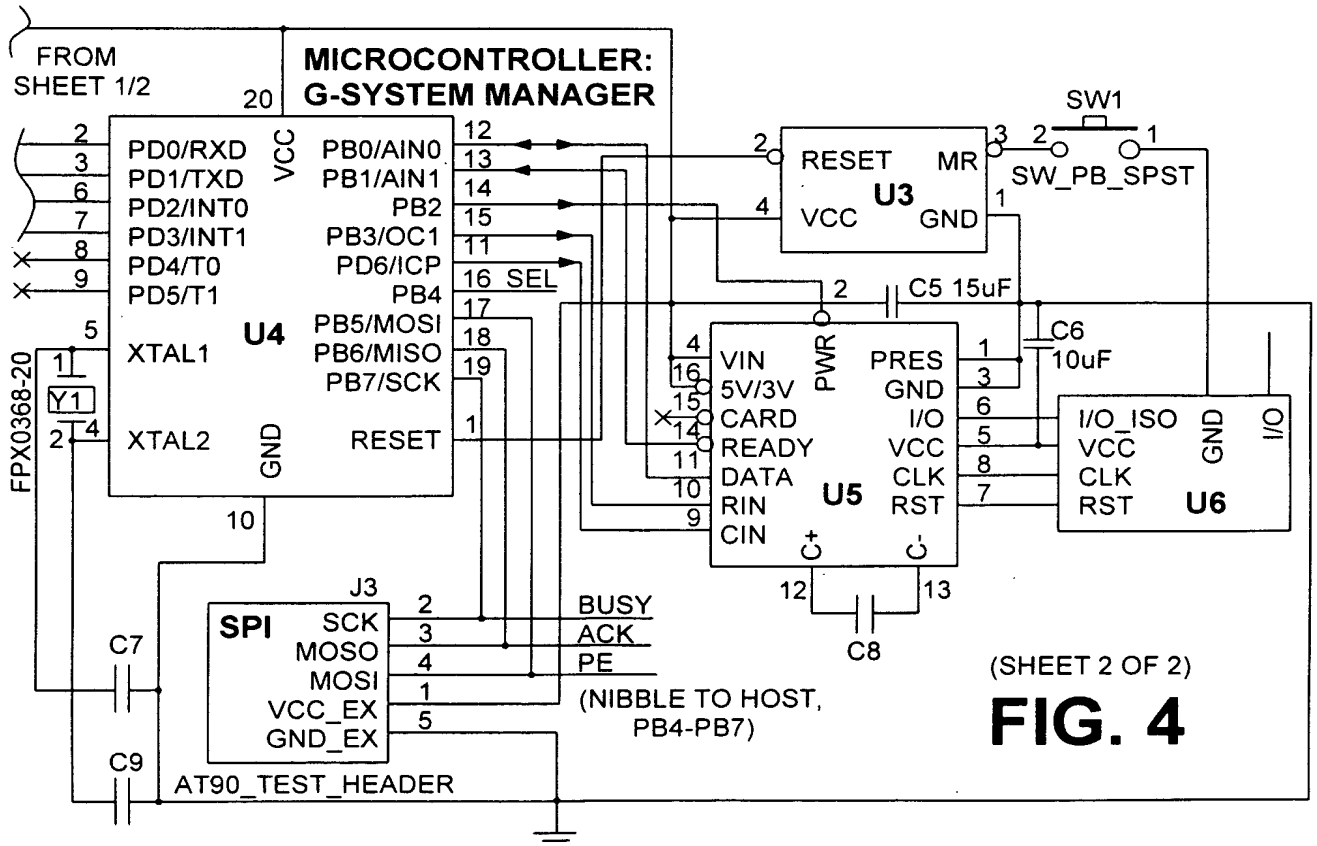 FROM
SHEET 1/2
MICROCONTROLLER:
G-SYSTEM MANAGER
20
2 PD0/RXD
3 PD1/TXD
6 PD2/INT0
7 PD3/INT1
8 PD4/T0
9 PD5/T1
VCC
PB0/AIN0 12
PB1/AIN1 13
PB2 14
PB3/OC1 15
PD6/ICP 11
PB4 16 SEL
PB5/MOSI 17
PB6/MISO 18
PB7/SCK 19
RESET 1
U4
5 XTAL1
4 XTAL2
GND
10
FPX0368-20
1
Y1
2
SW1
2 1
SW_PB_SPST
2 RESET
MR 3
U3
4 VCC
GND 1
C5 15uF
C6
10uF
2
PWR
4 VIN
16 5V/3V
15 CARD
14 READY
11 DATA
10 RIN
9 CIN
PRES 1
GND 3
I/O 6
VCC 5
CLK 8
RST 7
U5
C+ C-
12 13
C8
I/O_ISO
VCC
CLK
RST
GND
I/O
U6
J3
SPI
SCK 2 BUSY
MOSO 3 ACK
MOSI 4 PE
VCC_EX 1
GND_EX 5
(NIBBLE TO HOST,
PB4-PB7)
AT90_TEST_HEADER
C7
C9
(SHEET 2 OF 2)
FIG. 4